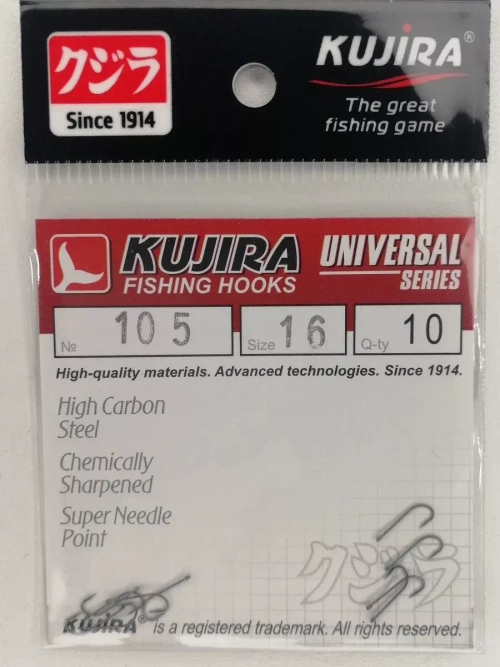 クジラ
Since 1914
KUJIRA®
The great
fishing game
KUJIRA
FISHING HOOKS
UNIVERSAL
SERIES
№ 105
Size 16
Q-ty 10
High-quality materials. Advanced technologies. Since 1914.
High Carbon
Steel
Chemically
Sharpened
Super Needle
Point
クジラ
KUJIRA is a registered trademark. All rights reserved.